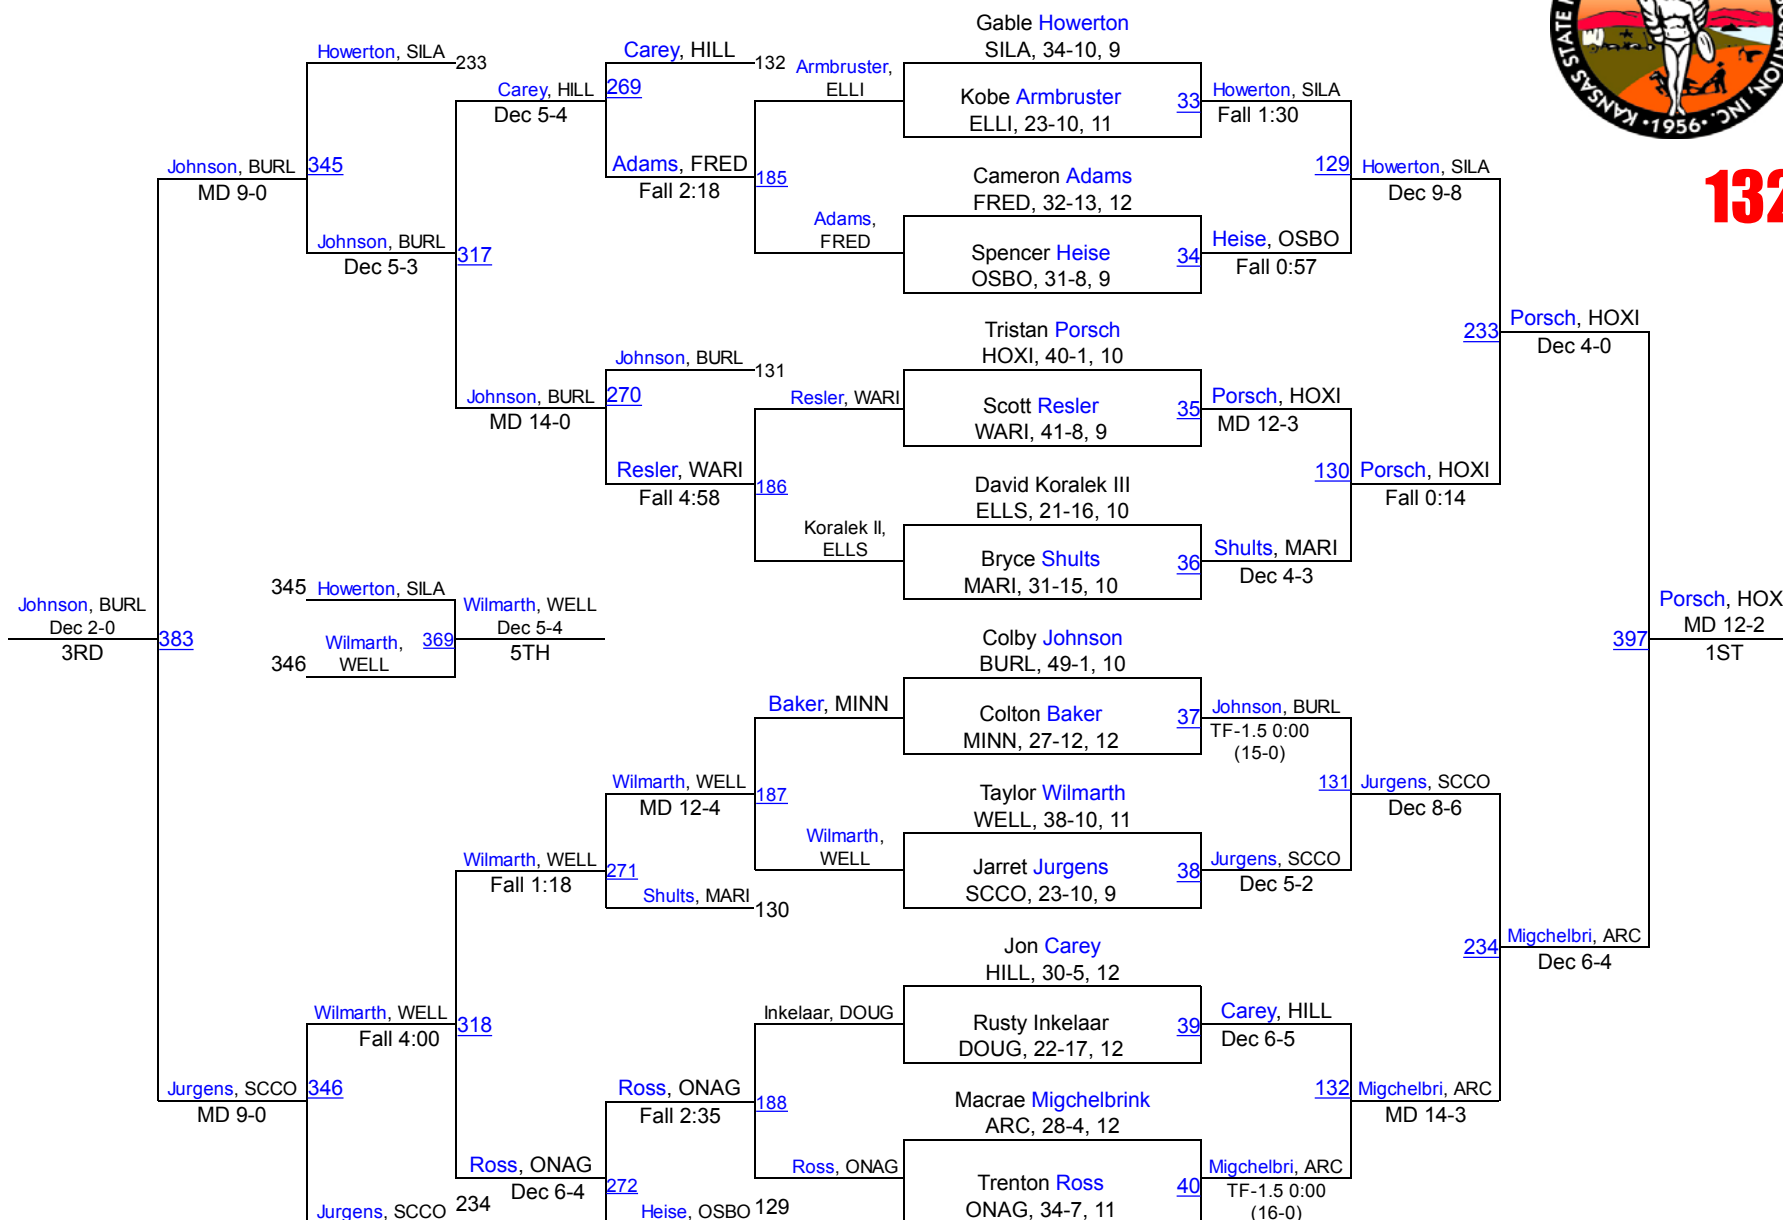 Gable Howerton
SILA, 34-10, 9
Howerton, SILA
233
Carey, HILL
132
Armbruster,
ELLI
Carey, HILL
Dec 5-4
269
Kobe Armbruster
ELLI, 23-10, 11
33
Howerton, SILA
Fall 1:30
KANSAS STATE
INC.
1956
Johnson, BURL
MD 9-0
345
Adams, FRED
Fall 2:18
185
Cameron Adams
FRED, 32-13, 12
129
Howerton, SILA
Dec 9-8
132
Johnson, BURL
Dec 5-3
317
Adams,
FRED
Spencer Heise
OSBO, 31-8, 9
34
Heise, OSBO
Fall 0:57
Tristan Porsch
HOXI, 40-1, 10
233
Porsch, HOXI
Dec 4-0
Johnson, BURL
131
Johnson, BURL
MD 14-0
270
Resler, WARI
Scott Resler
WARI, 41-8, 9
35
Porsch, HOXI
MD 12-3
Resler, WARI
Fall 4:58
186
David Koralek III
ELLS, 21-16, 10
130
Porsch, HOXI
Fall 0:14
Koralek II,
ELLS
Bryce Shults
MARI, 31-15, 10
36
Shults, MARI
Dec 4-3
345
Howerton, SILA
Johnson, BURL
Dec 2-0
3RD
383
Wilmarth,
WELL
346
369
Wilmarth, WELL
Dec 5-4
5TH
Colby Johnson
BURL, 49-1, 10
397
Porsch, HOX
MD 12-2
1ST
Baker, MINN
Colton Baker
MINN, 27-12, 12
37
Johnson, BURL
TF-1.5 0:00
(15-0)
Wilmarth, WELL
MD 12-4
187
Taylor Wilmarth
WELL, 38-10, 11
131
Jurgens, SCCO
Dec 8-6
Wilmarth,
WELL
Wilmarth, WELL
Fall 1:18
271
Jarret Jurgens
SCCO, 23-10, 9
38
Jurgens, SCCO
Dec 5-2
Shults, MARI
130
Jon Carey
HILL, 30-5, 12
234
Migchelbri, ARC
Dec 6-4
Wilmarth, WELL
Fall 4:00
318
Inkelaar, DOUG
Rusty Inkelaar
DOUG, 22-17, 12
39
Carey, HILL
Dec 6-5
Jurgens, SCCO
MD 9-0
346
Ross, ONAG
Fall 2:35
188
Macrae Migchelbrink
ARC, 28-4, 12
132
Migchelbri, ARC
MD 14-3
Ross, ONAG
Dec 6-4
272
Ross, ONAG
Trenton Ross
ONAG, 34-7, 11
40
Migchelbri, ARC
TF-1.5 0:00
(16-0)
Jurgens, SCCO
234
Heise, OSBO
129